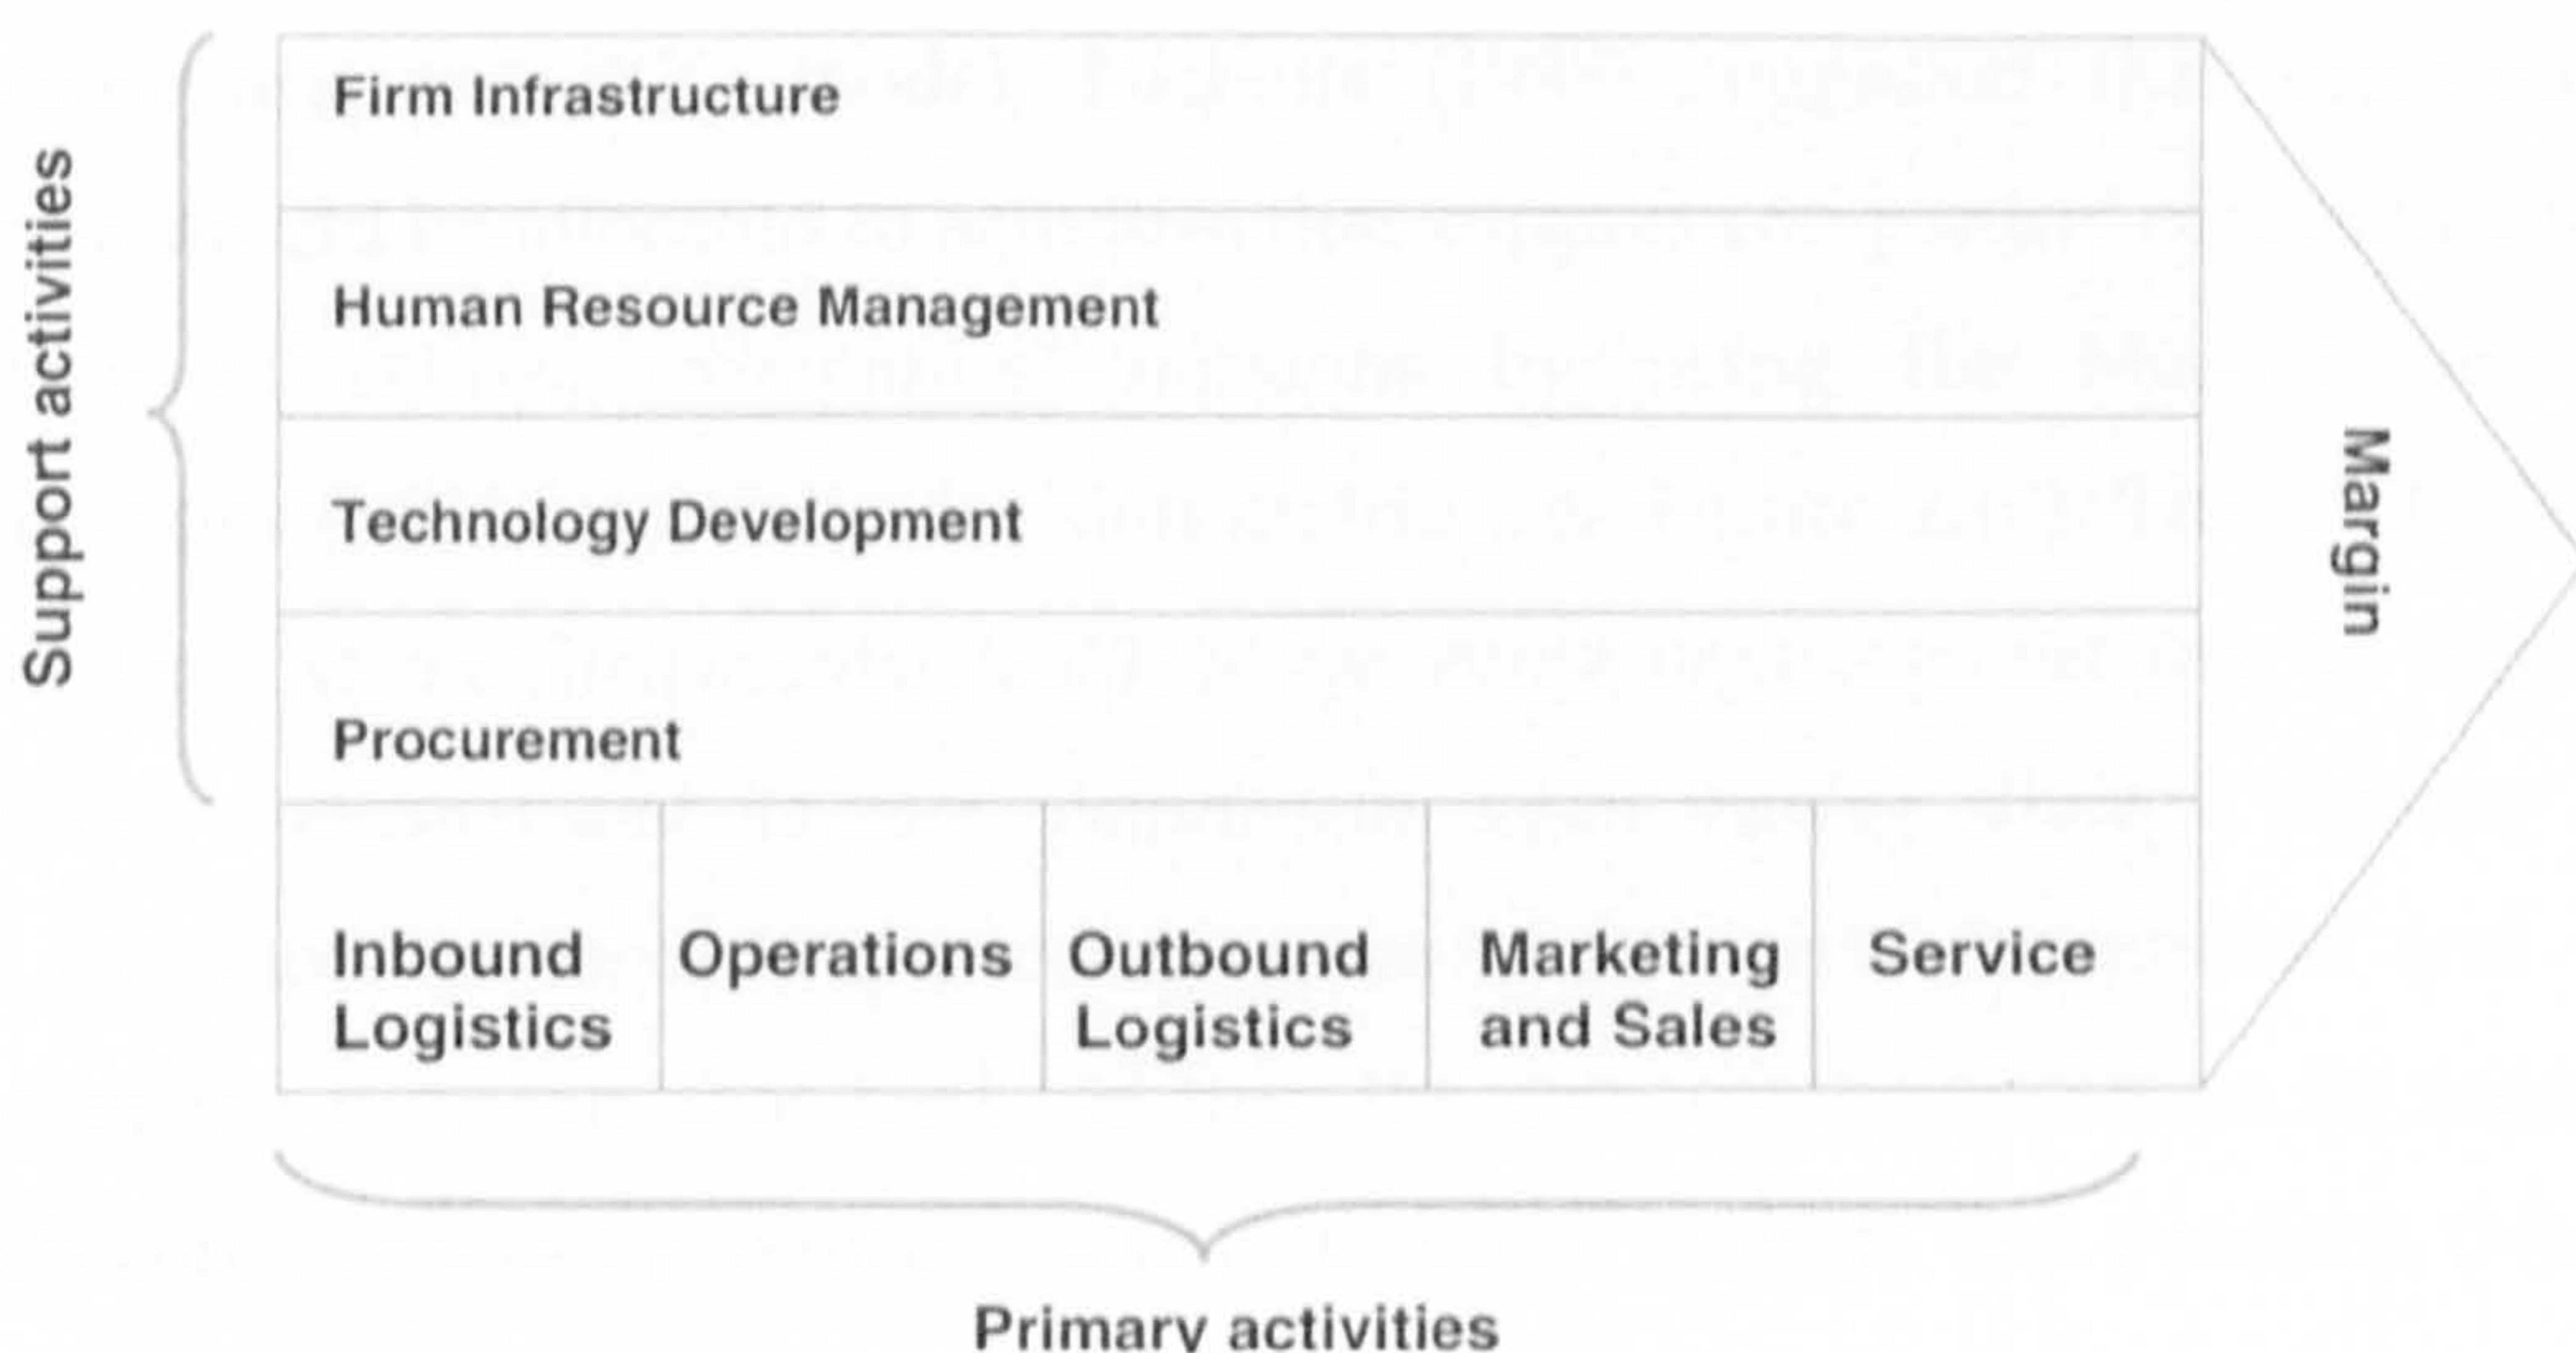 Support activities
Firm Infrastructure
Human Resource Management
Technology Development
Procurement
Inbound
Logistics
Operations
Outbound
Logistics
Marketing
and Sales
Service
Margin
Primary activities